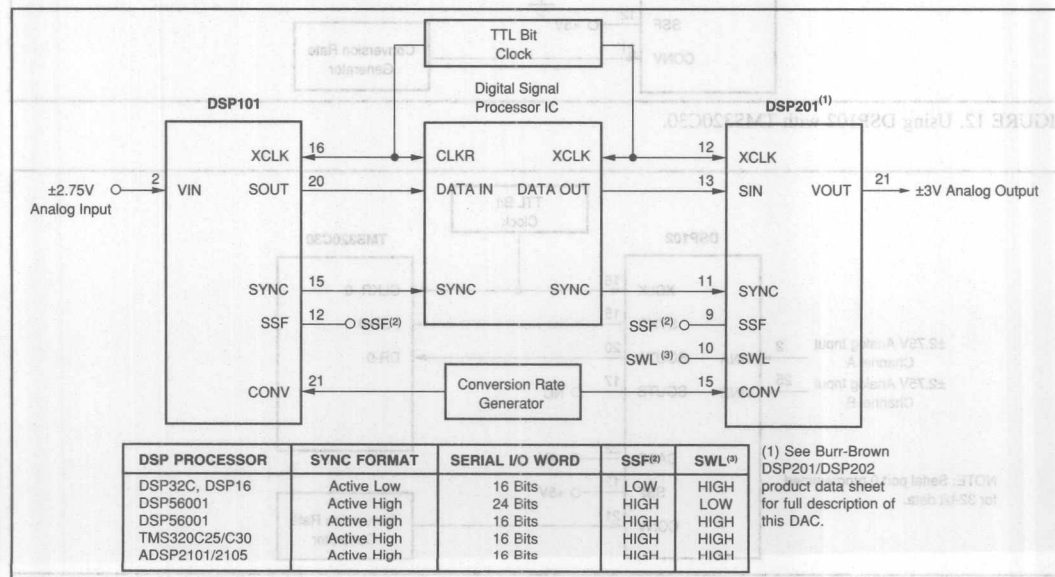 TTL Bit
Clock
Digital Signal
Processor IC
DSP101
DSP201(1)
XCLK 16 CLKR XCLK 12 XCLK
±2.75V
Analog Input
2 VIN SOUT 20 DATA IN DATA OUT 13 SIN VOUT 21 ±3V Analog Output
SYNC 15 SYNC SYNC 11 SYNC
SSF 12 SSF(2) SSF (2) 9 SSF
SWL (3) 10 SWL
CONV 21 Conversion Rate
Generator 15 CONV
DSP PROCESSOR SYNC FORMAT SERIAL I/O WORD SSF(2) SWL(3)
DSP32C, DSP16 Active Low 16 Bits LOW HIGH
DSP56001 Active High 24 Bits HIGH LOW
DSP56001 Active High 16 Bits HIGH HIGH
TMS320C25/C30 Active High 16 Bits HIGH HIGH
ADSP2101/2105 Active High 16 Bits HIGH HIGH
(1) See Burr-Brown
DSP201/DSP202
product data sheet
for full description of
this DAC.
FIGURE 12. Using DSP102 with TMS320C30.